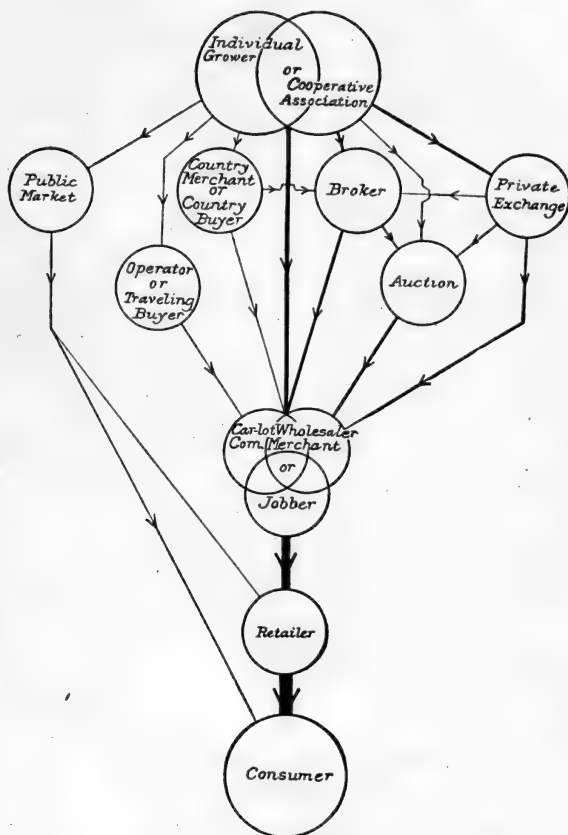 Individual
Grower
or
Cooperative
Association
Public
Market
Country
Merchant
or
Country
Buyer
Broker
Private
Exchange
Operator
or
Traveling
Buyer
Auction
Car-lot Wholesaler
Com. Merchant
or
Jobber
Retailer
Consumer